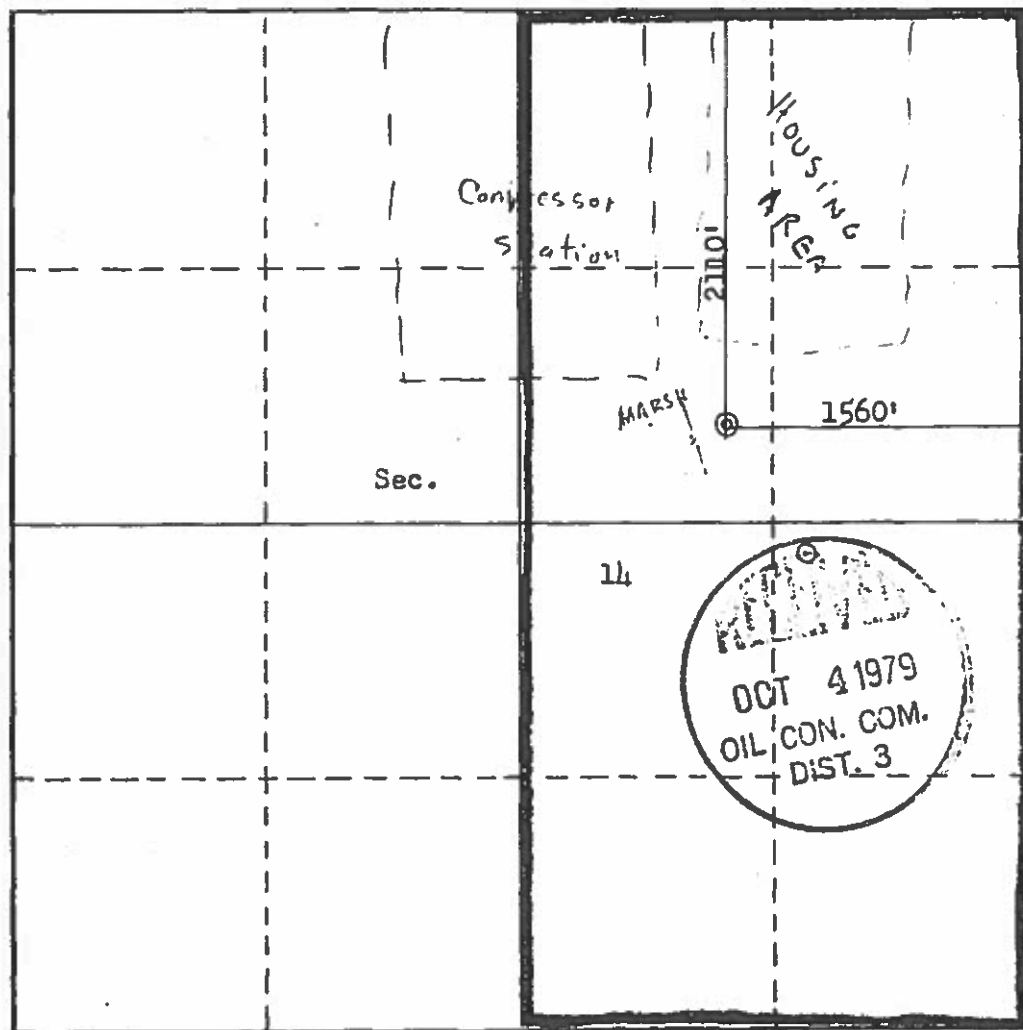 Compressor
Station
HOUSING
AREA
2110'
MARSH
1560'
Sec.
14
OCT 4 1979
OIL CON. COM.
DIST. 3